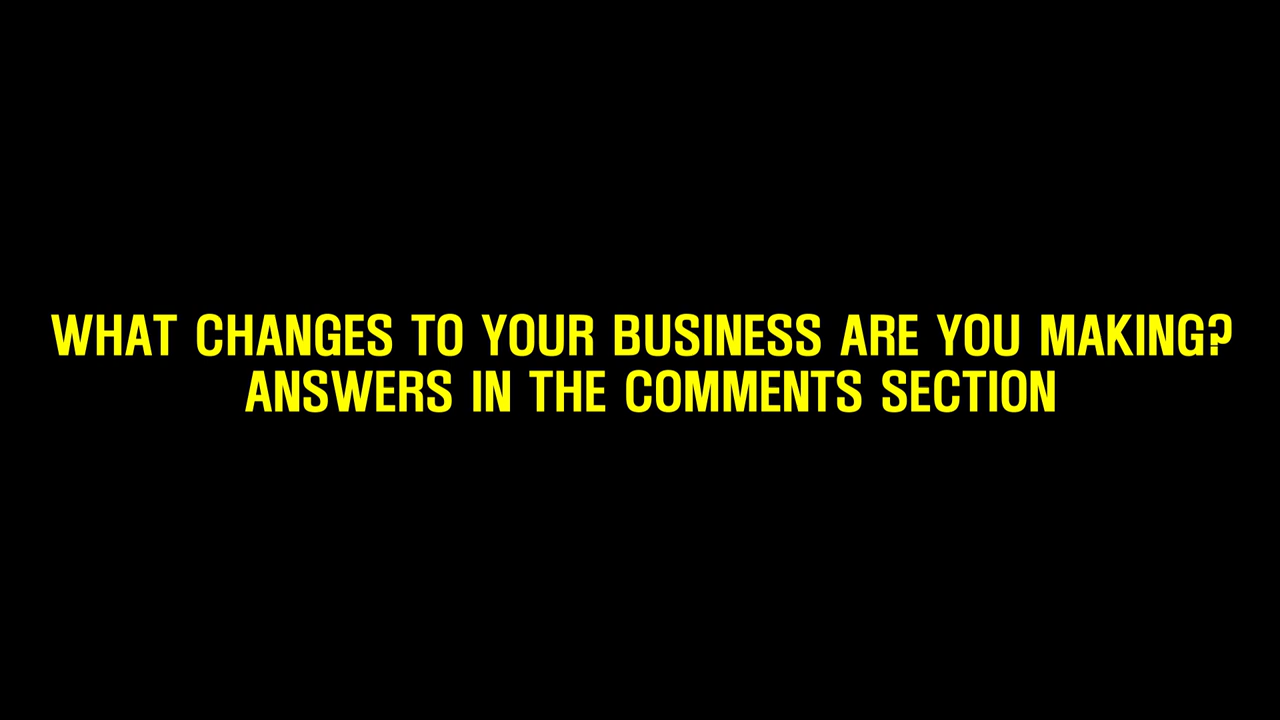 WHAT CHANGES TO YOUR BUSINESS ARE YOU MAKING?
ANSWERS IN THE COMMENTS SECTION